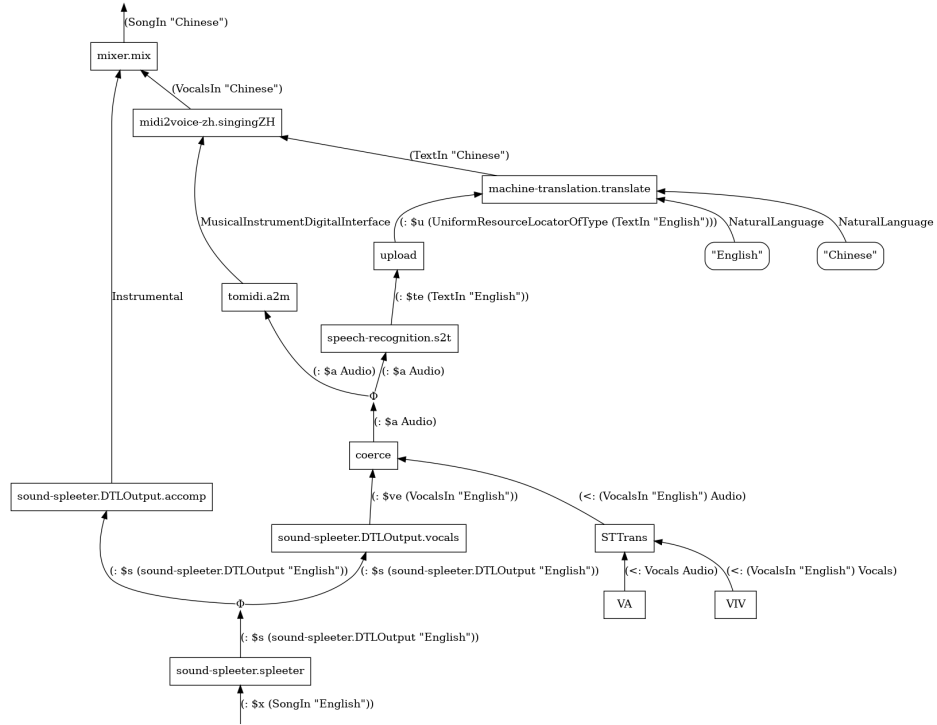 (SongIn "Chinese")
mixer.mix
(VocalsIn "Chinese")
midi2voice-zh.singingZH
(TextIn "Chinese")
machine-translation.translate
MusicalInstrumentDigitalInterface
(: $u (UniformResourceLocatorOfType (TextIn "English")))
NaturalLanguage
NaturalLanguage
upload
"English"
"Chinese"
Instrumental
tomidi.a2m
(: $te (TextIn "English"))
speech-recognition.s2t
(: $a Audio)
(: $a Audio)
Φ
(: $a Audio)
coerce
sound-spleeter.DTLOutput.accomp
(: $ve (VocalsIn "English"))
(<: (VocalsIn "English") Audio)
sound-spleeter.DTLOutput.vocals
STTrans
(: $s (sound-spleeter.DTLOutput "English"))
(: $s (sound-spleeter.DTLOutput "English"))
(<: Vocals Audio)
(<: (VocalsIn "English") Vocals)
Φ
VA
VIV
(: $s (sound-spleeter.DTLOutput "English"))
sound-spleeter.spleeter
(: $x (SongIn "English"))